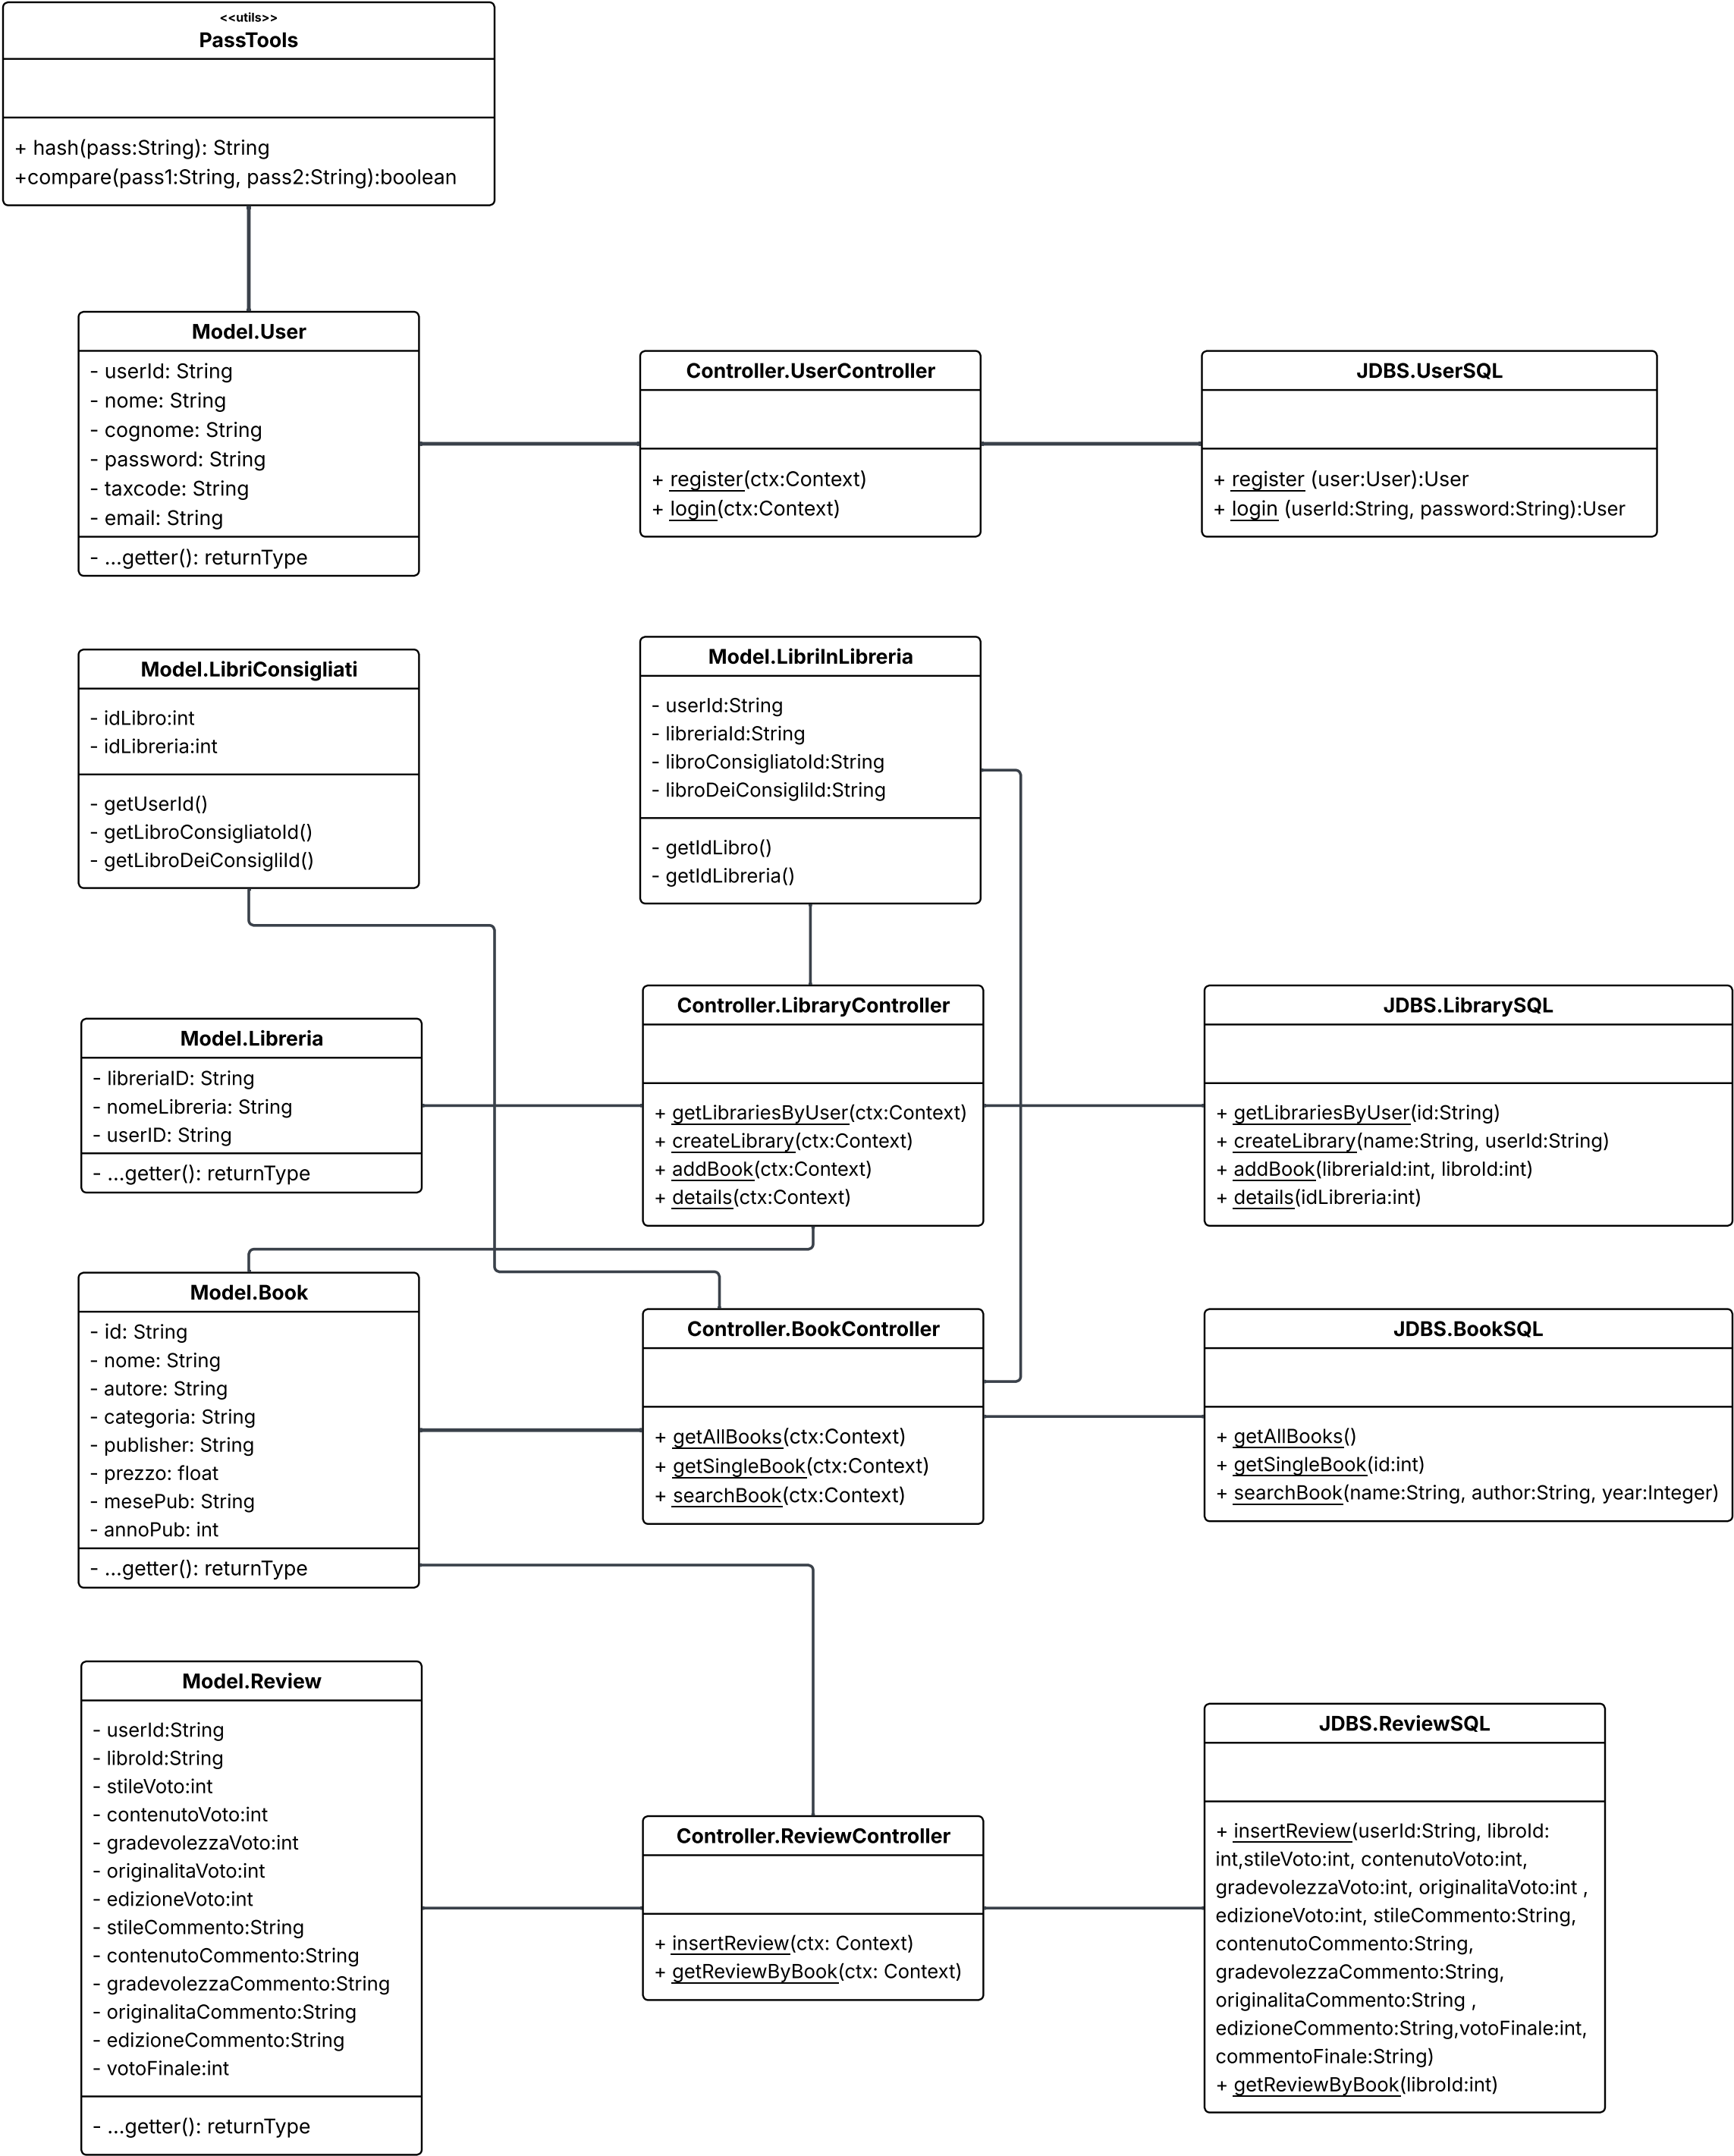 <<utils>>
PassTools
+ hash(pass:String): String
+compare(pass1:String, pass2:String):boolean
Model.User
- userId: String
- nome: String
- cognome: String
- password: String
- taxcode: String
- email: String
- ...getter(): returnType
Controller.UserController
+ register(ctx:Context)
+ login(ctx:Context)
JDBS.UserSQL
+ register (user:User):User
+ login (userId:String, password:String):User
Model.LibriConsigliati
- idLibro:int
- idLibreria:int
- getUserId()
- getLibroConsigliatoId()
- getLibroDeiConsigliId()
Model.LibriInLibreria
- userId:String
- libreriaId:String
- libroConsigliatoId:String
- libroDeiConsigliId:String
- getIdLibro()
- getIdLibreria()
Model.Libreria
- libreriaID: String
- nomeLibreria: String
- userID: String
- ...getter(): returnType
Controller.LibraryController
+ getLibrariesByUser(ctx:Context)
+ createLibrary(ctx:Context)
+ addBook(ctx:Context)
+ details(ctx:Context)
JDBS.LibrarySQL
+ getLibrariesByUser(id:String)
+ createLibrary(name:String, userId:String)
+ addBook(libreriaId:int, libroId:int)
+ details(idLibreria:int)
Model.Book
- id: String
- nome: String
- autore: String
- categoria: String
- publisher: String
- prezzo: float
- mesePub: String
- annoPub: int
- ...getter(): returnType
Controller.BookController
+ getAllBooks(ctx:Context)
+ getSingleBook(ctx:Context)
+ searchBook(ctx:Context)
JDBS.BookSQL
+ getAllBooks()
+ getSingleBook(id:int)
+ searchBook(name:String, author:String, year:Integer)
Model.Review
- userId:String
- libroId:String
- stileVoto:int
- contenutoVoto:int
- gradevolezzaVoto:int
- originalitaVoto:int
- edizioneVoto:int
- stileCommento:String
- contenutoCommento:String
- gradevolezzaCommento:String
- originalitaCommento:String
- edizioneCommento:String
- votoFinale:int
- ...getter(): returnType
Controller.ReviewController
+ insertReview(ctx: Context)
+ getReviewByBook(ctx: Context)
JDBS.ReviewSQL
+ insertReview(userId:String, libroId:
int,stileVoto:int, contenutoVoto:int,
gradevolezzaVoto:int, originalitaVoto:int ,
edizioneVoto:int, stileCommento:String,
contenutoCommento:String,
gradevolezzaCommento:String,
originalitaCommento:String ,
edizioneCommento:String,votoFinale:int,
commentoFinale:String)
+ getReviewByBook(libroId:int)